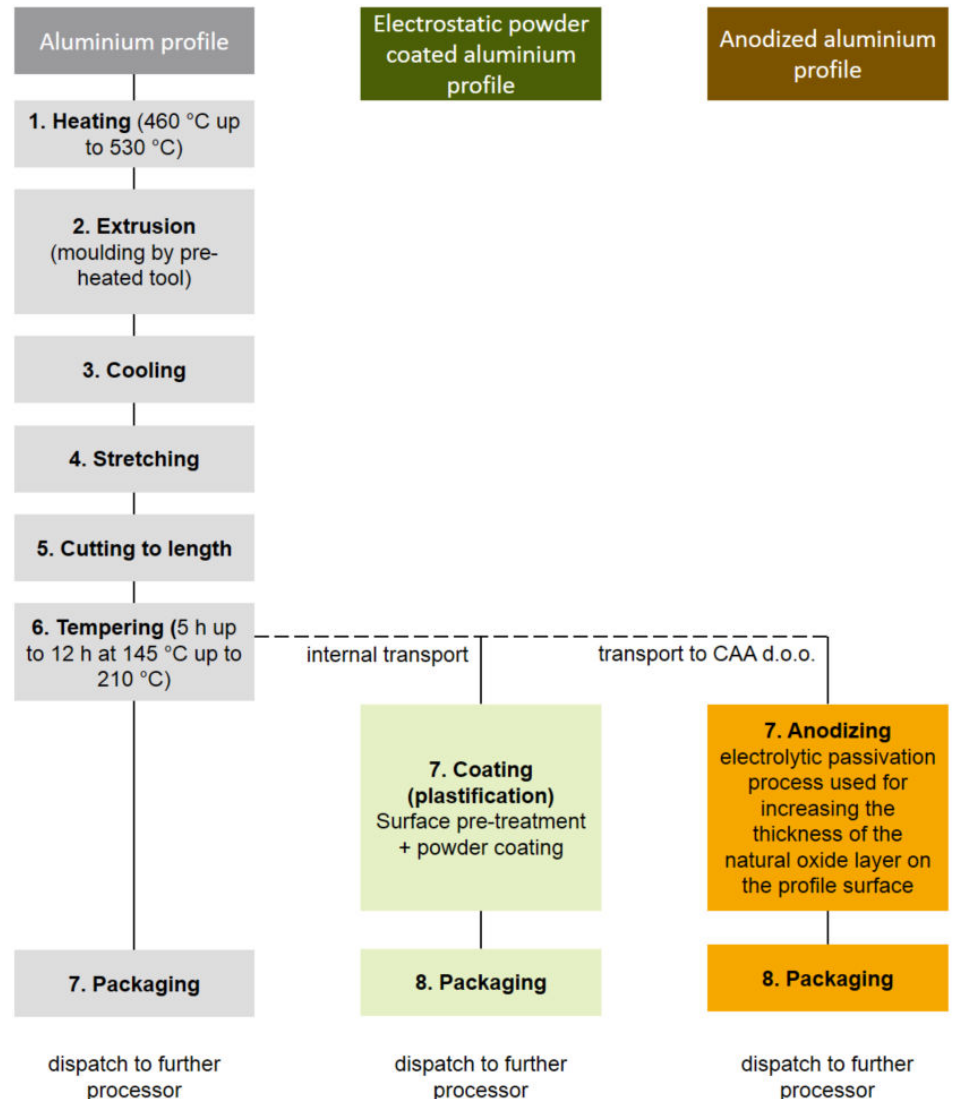 Aluminium profile
Electrostatic powder
coated aluminium
profile
Anodized aluminium
profile
1. Heating (460 °C up
to 530 °C)
2. Extrusion
(moulding by pre-
heated tool)
3. Cooling
4. Stretching
5. Cutting to length
6. Tempering (5 h up
to 12 h at 145 °C up to
210 °C)
internal transport
transport to CAA d.o.o.
7. Coating
(plastification)
Surface pre-treatment
+ powder coating
7. Anodizing
electrolytic passivation
process used for
increasing the
thickness of the
natural oxide layer on
the profile surface
7. Packaging
8. Packaging
8. Packaging
dispatch to further
processor
dispatch to further
processor
dispatch to further
processor